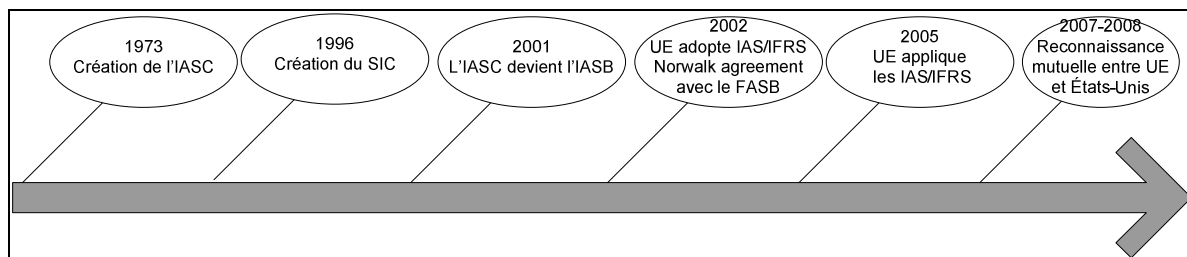 1973
Création de l'IASC
1996
Création du SIC
2001
L'IASC devient l'IASB
2002
UE adopte IAS/IFRS
Norwalk agreement
avec le FASB
2005
UE applique
les IAS/IFRS
2007-2008
Reconnaissance
mutuelle entre UE
et États-Unis